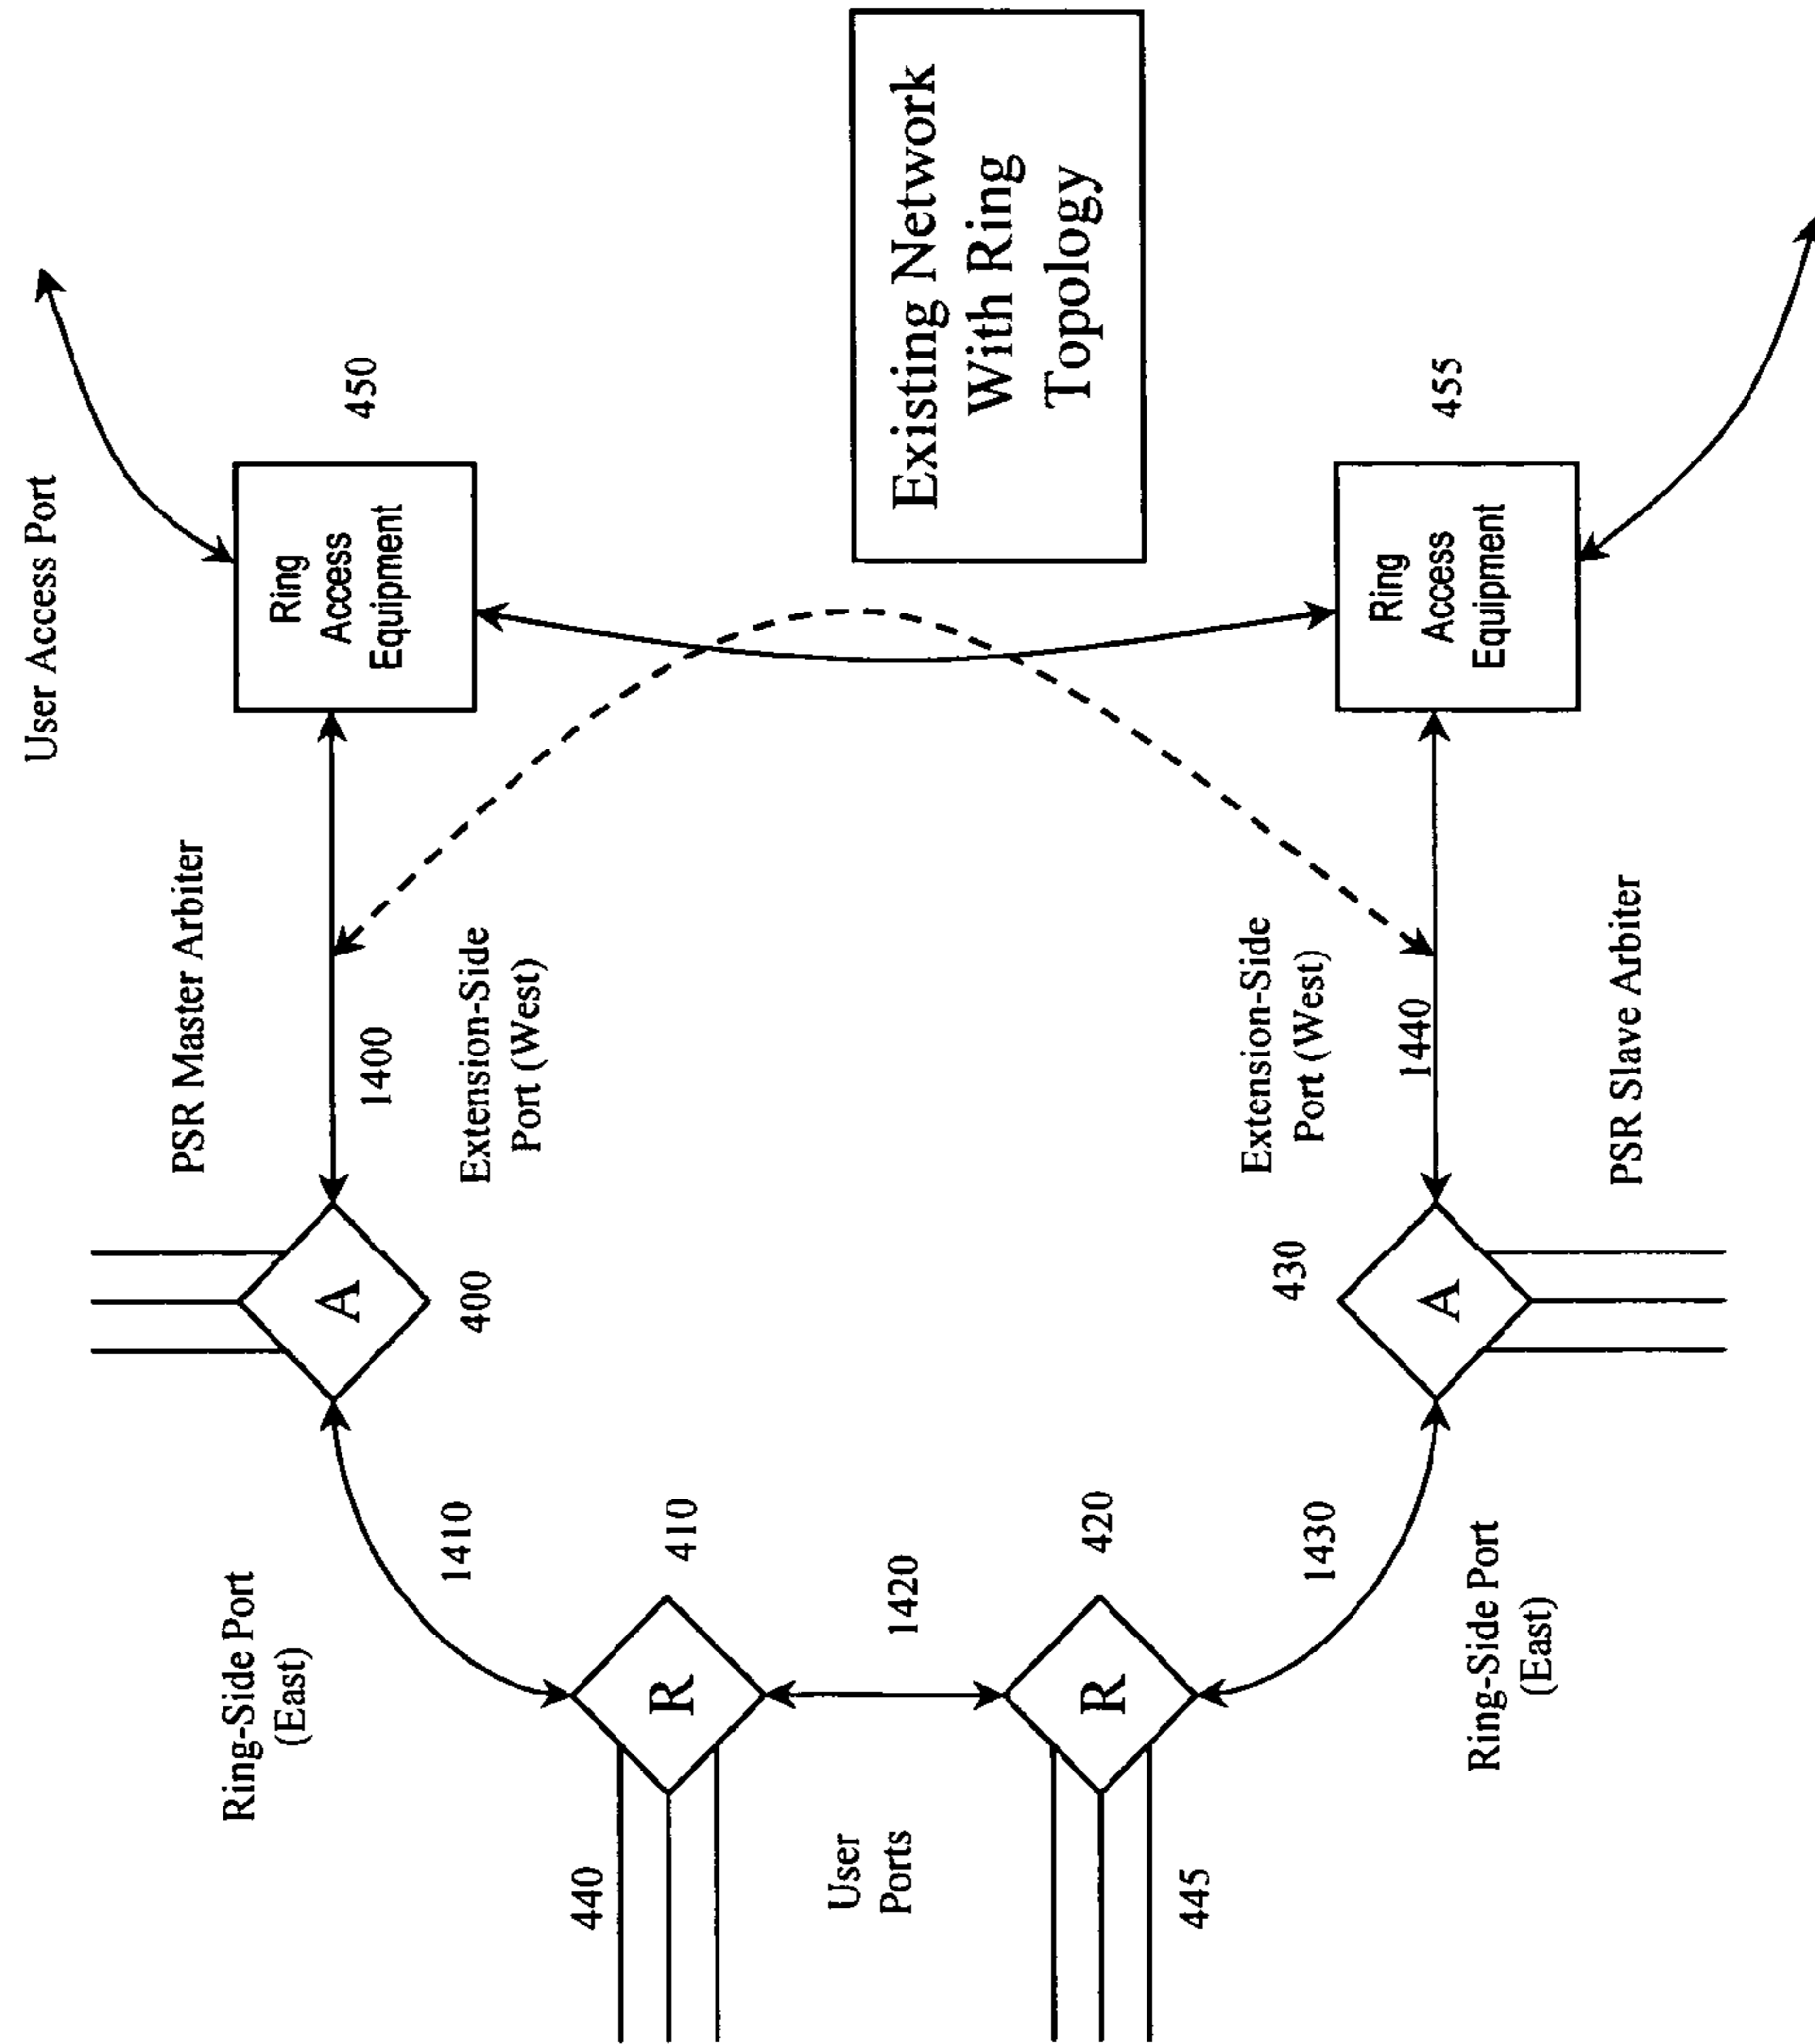 User Access Port
PSR Master Arbiter
Ring-Side Port
(East)
A
Ring
Access
Equipment
450
1400
400
1410
Extension-Side
Port (West)
440
R
410
User
Ports
1420
Existing Network
With Ring
Topology
R
420
445
Extension-Side
Port (West)
430
1430
1440
A
Ring
Access
Equipment
455
Ring-Side Port
(East)
PSR Slave Arbiter